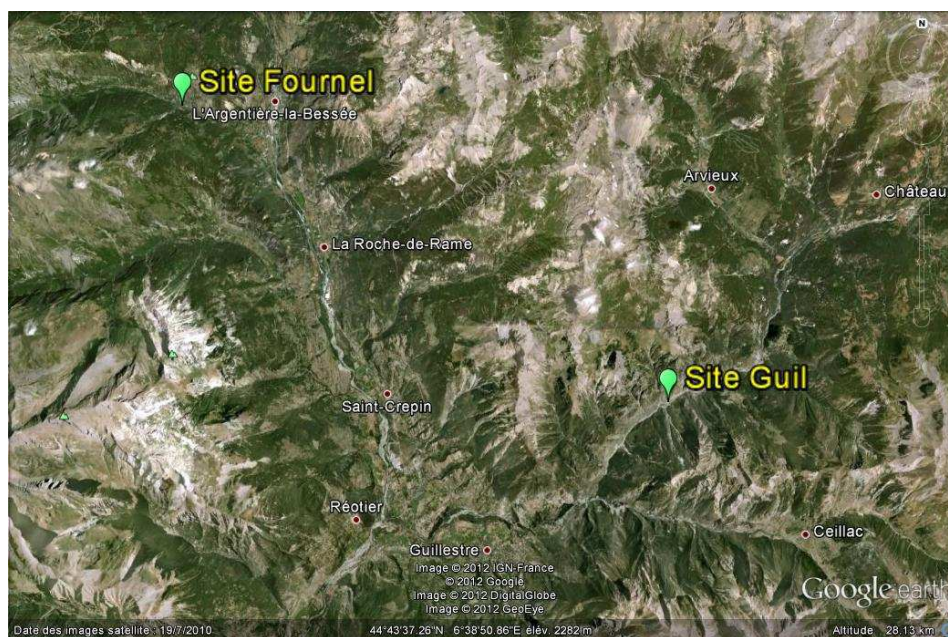 N
Site Fournel
L'Argentière-la-Bessée
Arvieux
Château
La Roche-de-Rame
Site Guil
Saint-Crepin
Réotier
Ceillac
Guillestre
Image © 2012 IGN-France
© 2012 Google
Image © 2012 DigitalGlobe
Image © 2012 GeoEye
Google earth
Date des images satellite : 19/7/2010 44°43'37.26"N 6°38'50.86"E élév. 2282 m Altitude 28.13 km